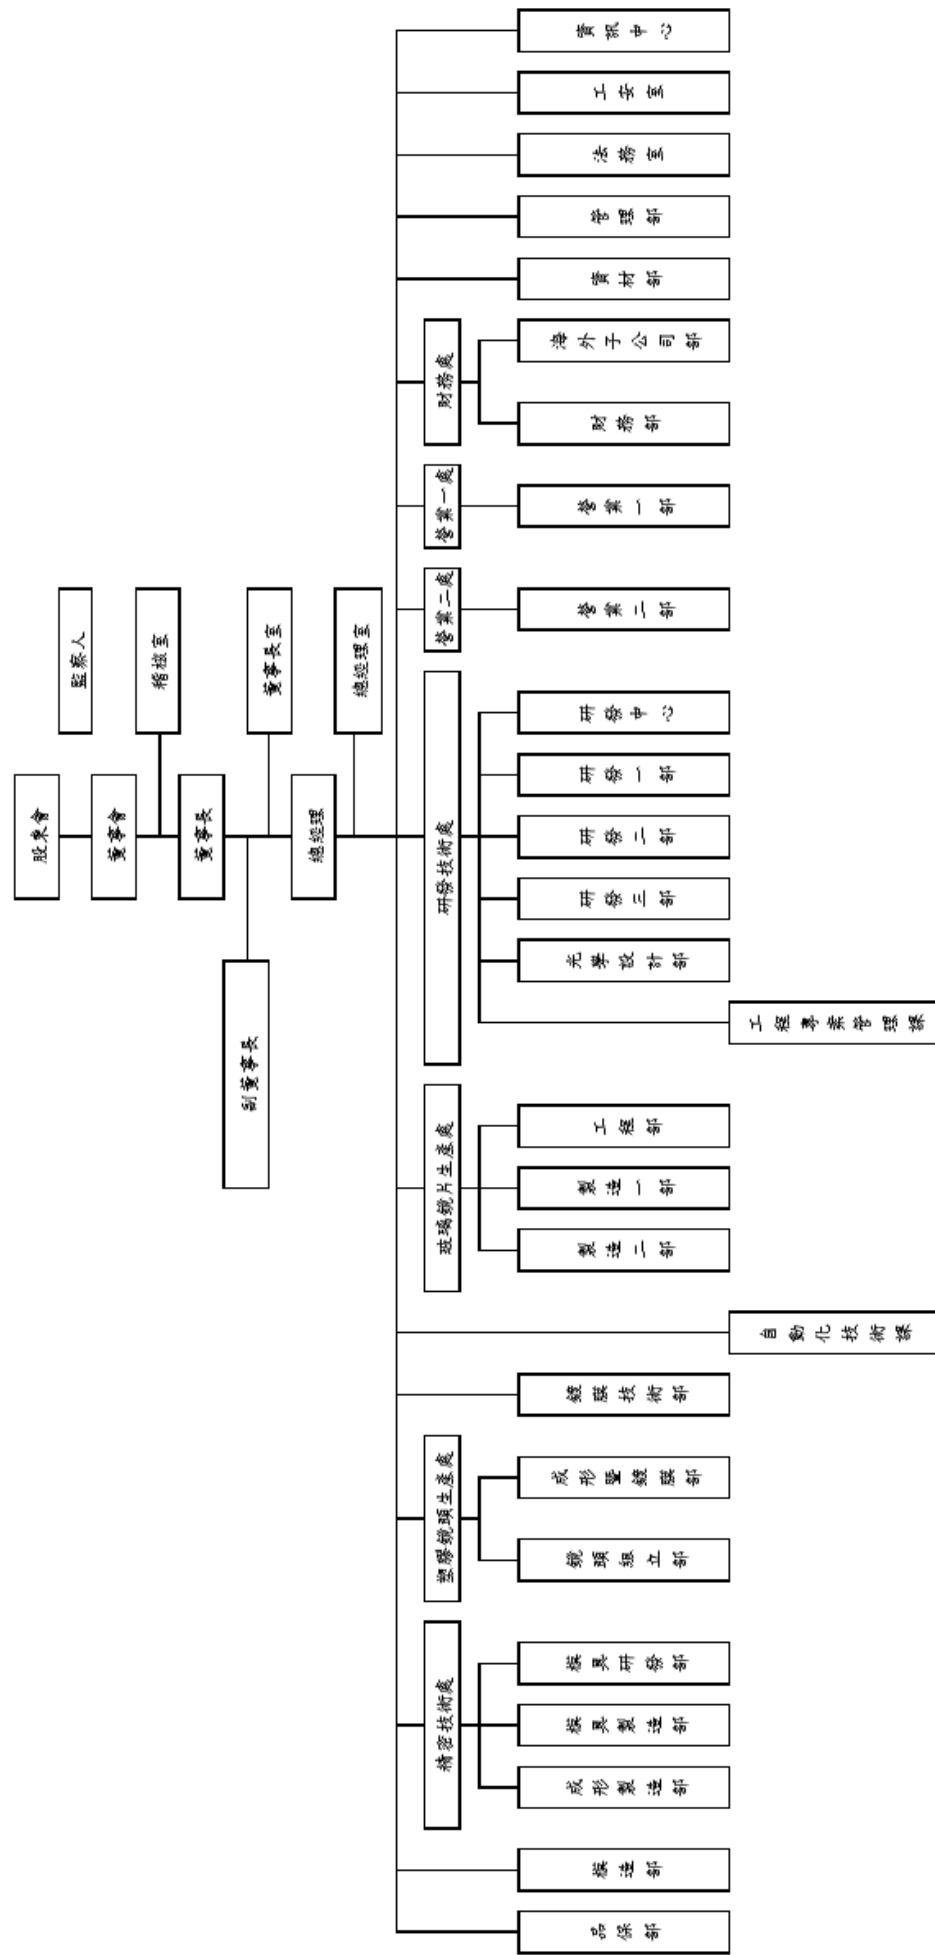 股東會
監察人
董事會
稽核室
董事長
副董事長
董事長室
總經理
總經理室
品保部
模造部
精密技術處
成形製造部
模具製造部
模具研發部
塑膠鏡頭生產處
鏡頭組立部
成形暨鍍膜部
鍍膜技術部
自動化技術課
玻璃鏡片生產處
製造二部
製造一部
工程部
研發技術處
工程專案管理課
光學設計部
研發三部
研發二部
研發一部
研發中心
營業二處
營業二部
營業一處
營業一部
財務處
財務部
海外子公司部
資材部
管理部
法務室
工安室
資訊中心